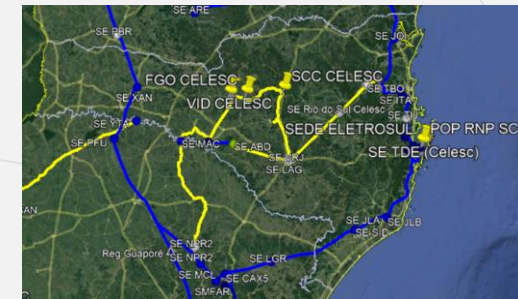 SE ARE
SE PBR
SE JOI
FGO CELESC
SCC CELESC
SE XAN
VID CELESC
SE TBO
SE ITA
SE Rio do Sul Celesc
SEDE ELETROSUL
POP RNP SC
SE PFU
SE MAC
SE ABD
SE TDE (Celesc)
SE LAG
SE JLA
SE JLB
SE SID
SE NPR2
Reg Guaporé
SE NPR2
SE LGR
SE MCL
SE CAX5
SMFAR